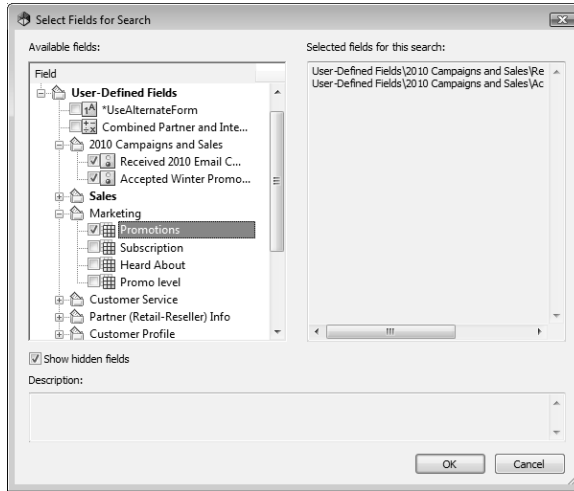 Select Fields for Search
Available fields:
Selected fields for this search:
Field
User-Defined Fields
*UseAlternateForm
Combined Partner and Inte...
2010 Campaigns and Sales
Received 2010 Email C...
Accepted Winter Promo...
Sales
Marketing
Promotions
Subscription
Heard About
Promo level
Customer Service
Partner (Retail-Reseller) Info
Customer Profile
User-Defined Fields\2010 Campaigns and Sales\Re
User-Defined Fields\2010 Campaigns and Sales\Ac
Show hidden fields
Description:
OK
Cancel